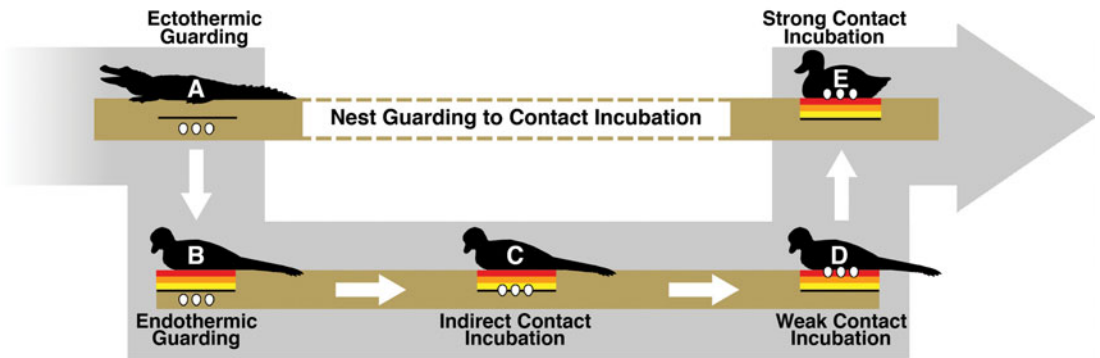 Ectothermic
Guarding
Strong Contact
Incubation
A
E
Nest Guarding to Contact Incubation
B
C
D
Endothermic
Guarding
Indirect Contact
Incubation
Weak Contact
Incubation